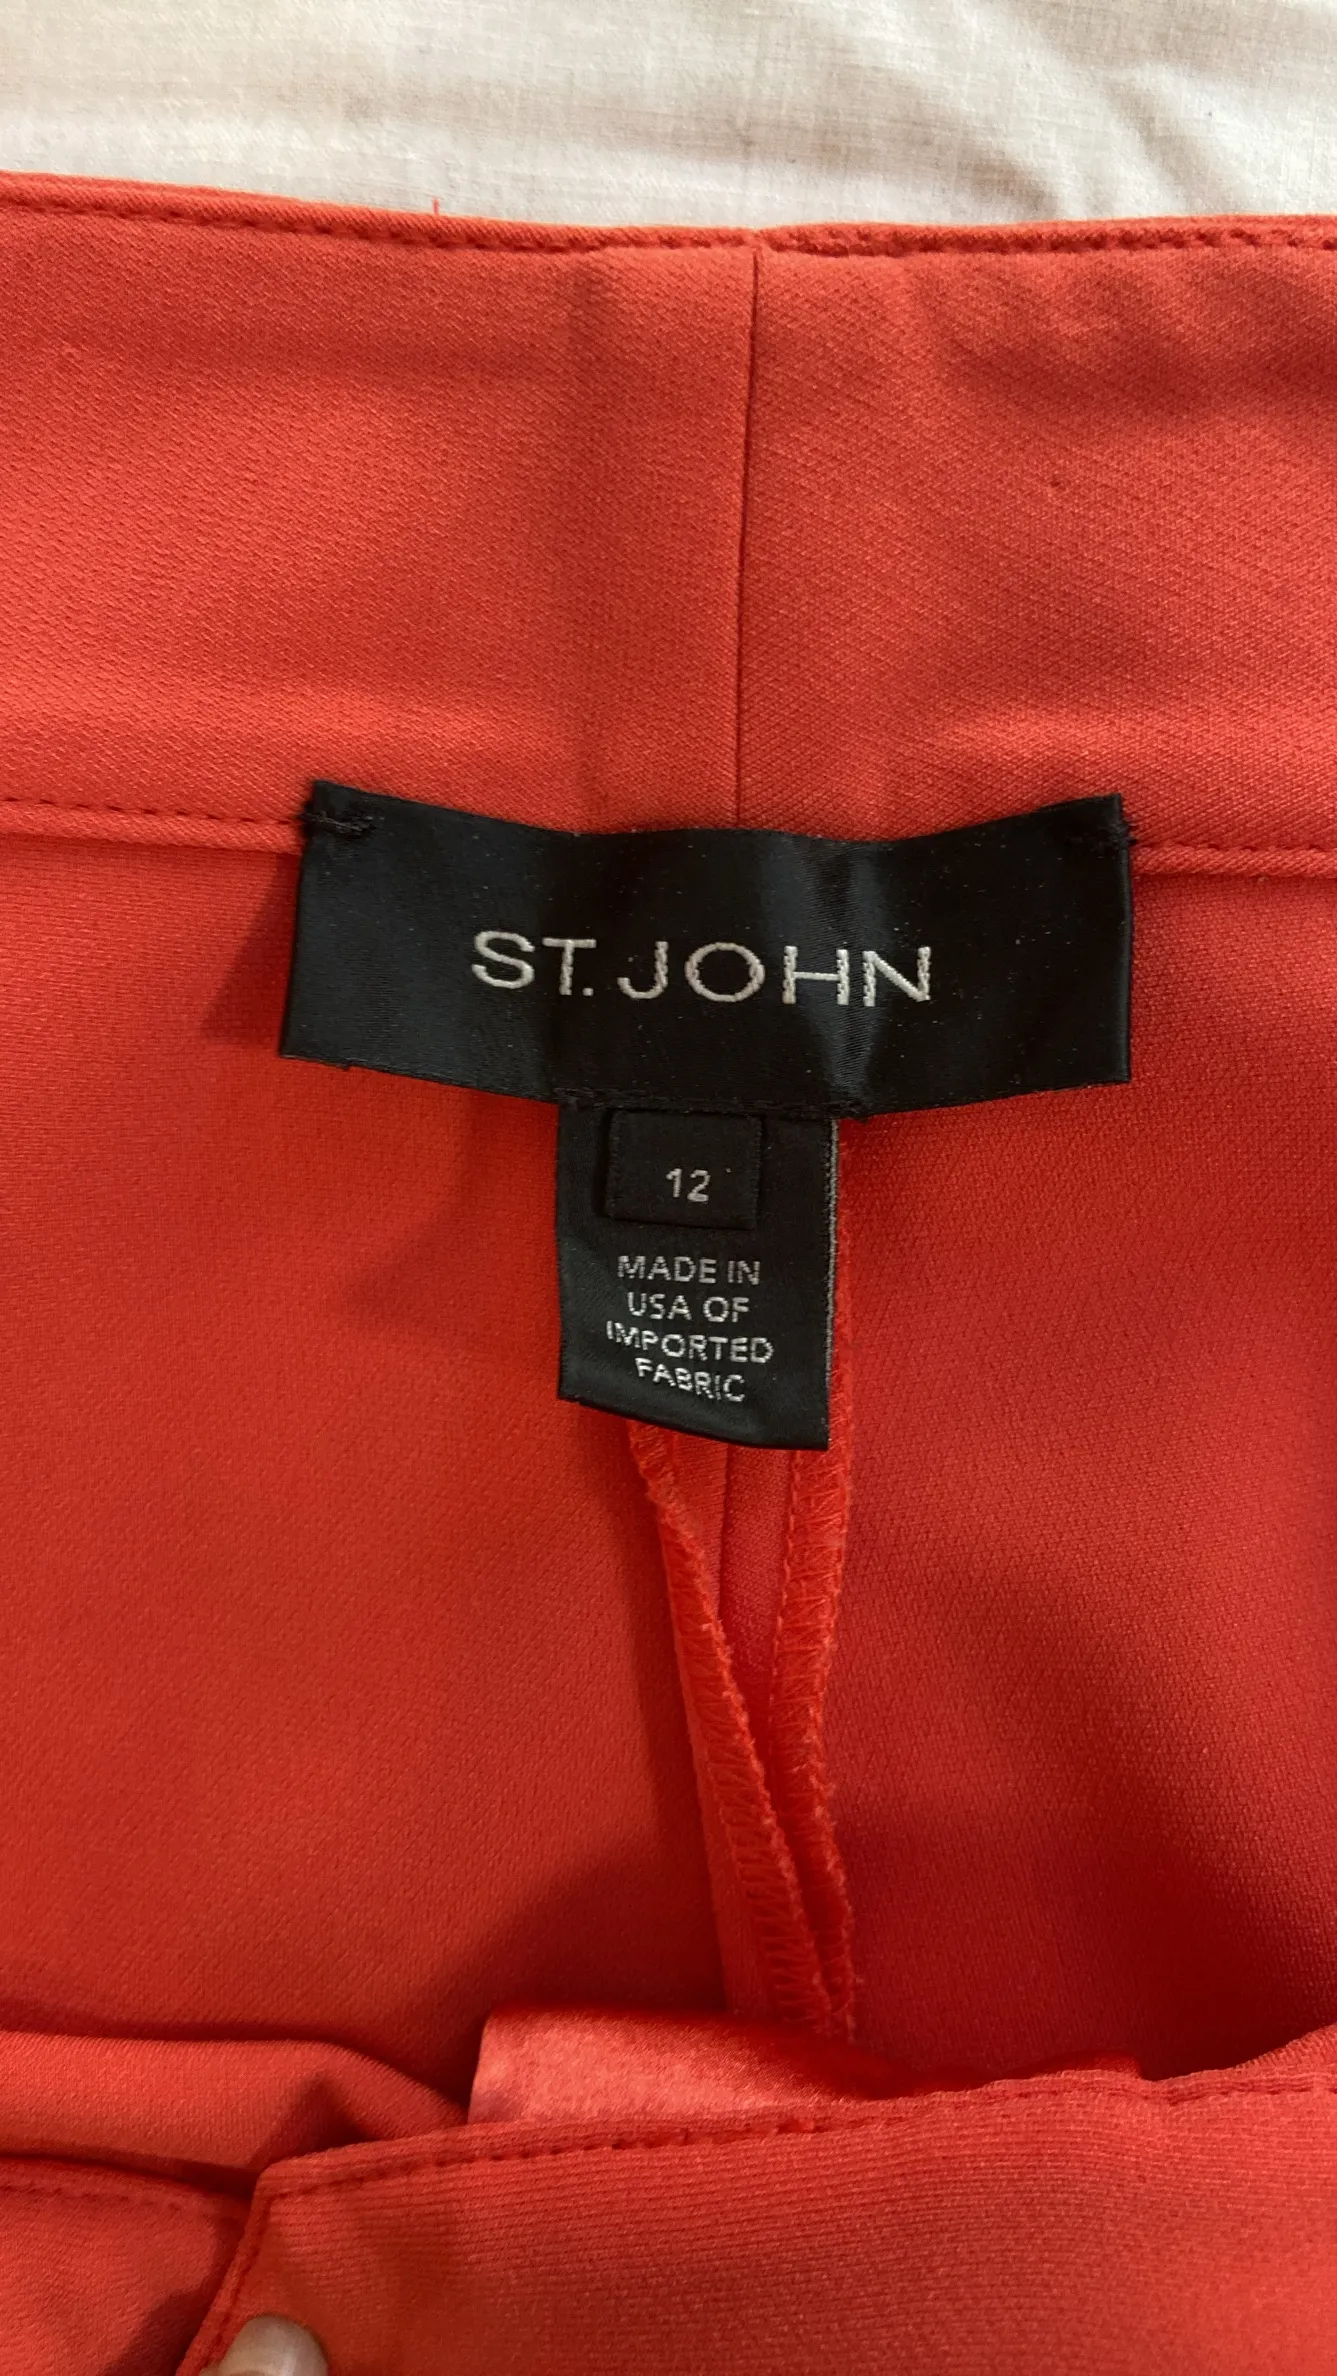 ST. JOHN
12
MADE IN
USA OF
IMPORTED
FABRIC